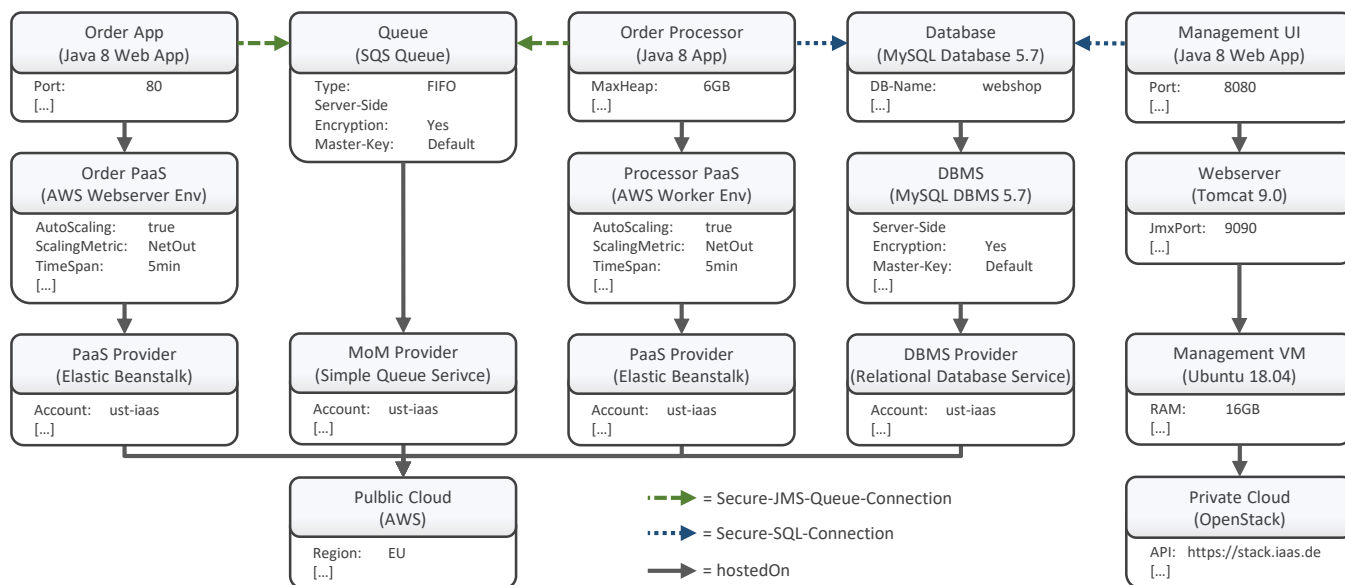 Order App
(Java 8 Web App)
Port: 80
[...]
Queue
(SQS Queue)
Type: FIFO
Server-Side
Encryption: Yes
Master-Key: Default
Order Processor
(Java 8 App)
MaxHeap: 6GB
[...]
Database
(MySQL Database 5.7)
DB-Name: webshop
[...]
Management UI
(Java 8 Web App)
Port: 8080
[...]
Order PaaS
(AWS Webserver Env)
AutoScaling: true
ScalingMetric: NetOut
TimeSpan: 5min
[...]
Processor PaaS
(AWS Worker Env)
AutoScaling: true
ScalingMetric: NetOut
TimeSpan: 5min
[...]
DBMS
(MySQL DBMS 5.7)
Server-Side
Encryption: Yes
Master-Key: Default
[...]
Webserver
(Tomcat 9.0)
JmxPort: 9090
[...]
PaaS Provider
(Elastic Beanstalk)
Account: ust-iaas
[...]
MoM Provider
(Simple Queue Serivce)
Account: ust-iaas
[...]
PaaS Provider
(Elastic Beanstalk)
Account: ust-iaas
[...]
DBMS Provider
(Relational Database Service)
Account: ust-iaas
[...]
Management VM
(Ubuntu 18.04)
RAM: 16GB
[...]
Pulblic Cloud
(AWS)
Region: EU
[...]
= Secure-JMS-Queue-Connection
= Secure-SQL-Connection
= hostedOn
Private Cloud
(OpenStack)
API: https://stack.iaas.de
[...]